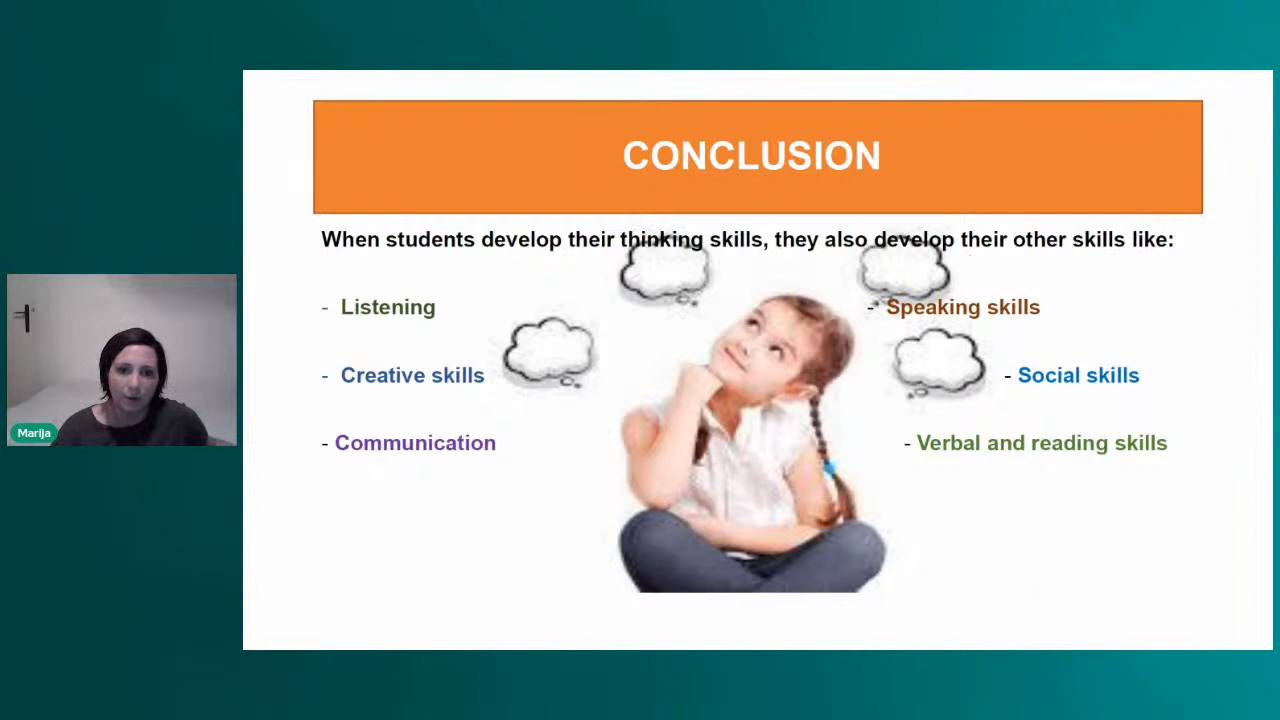 CONCLUSION
When students develop their thinking skills, they also develop their other skills like:
- Listening
- Speaking skills
- Creative skills
- Social skills
- Communication
- Verbal and reading skills
Marija